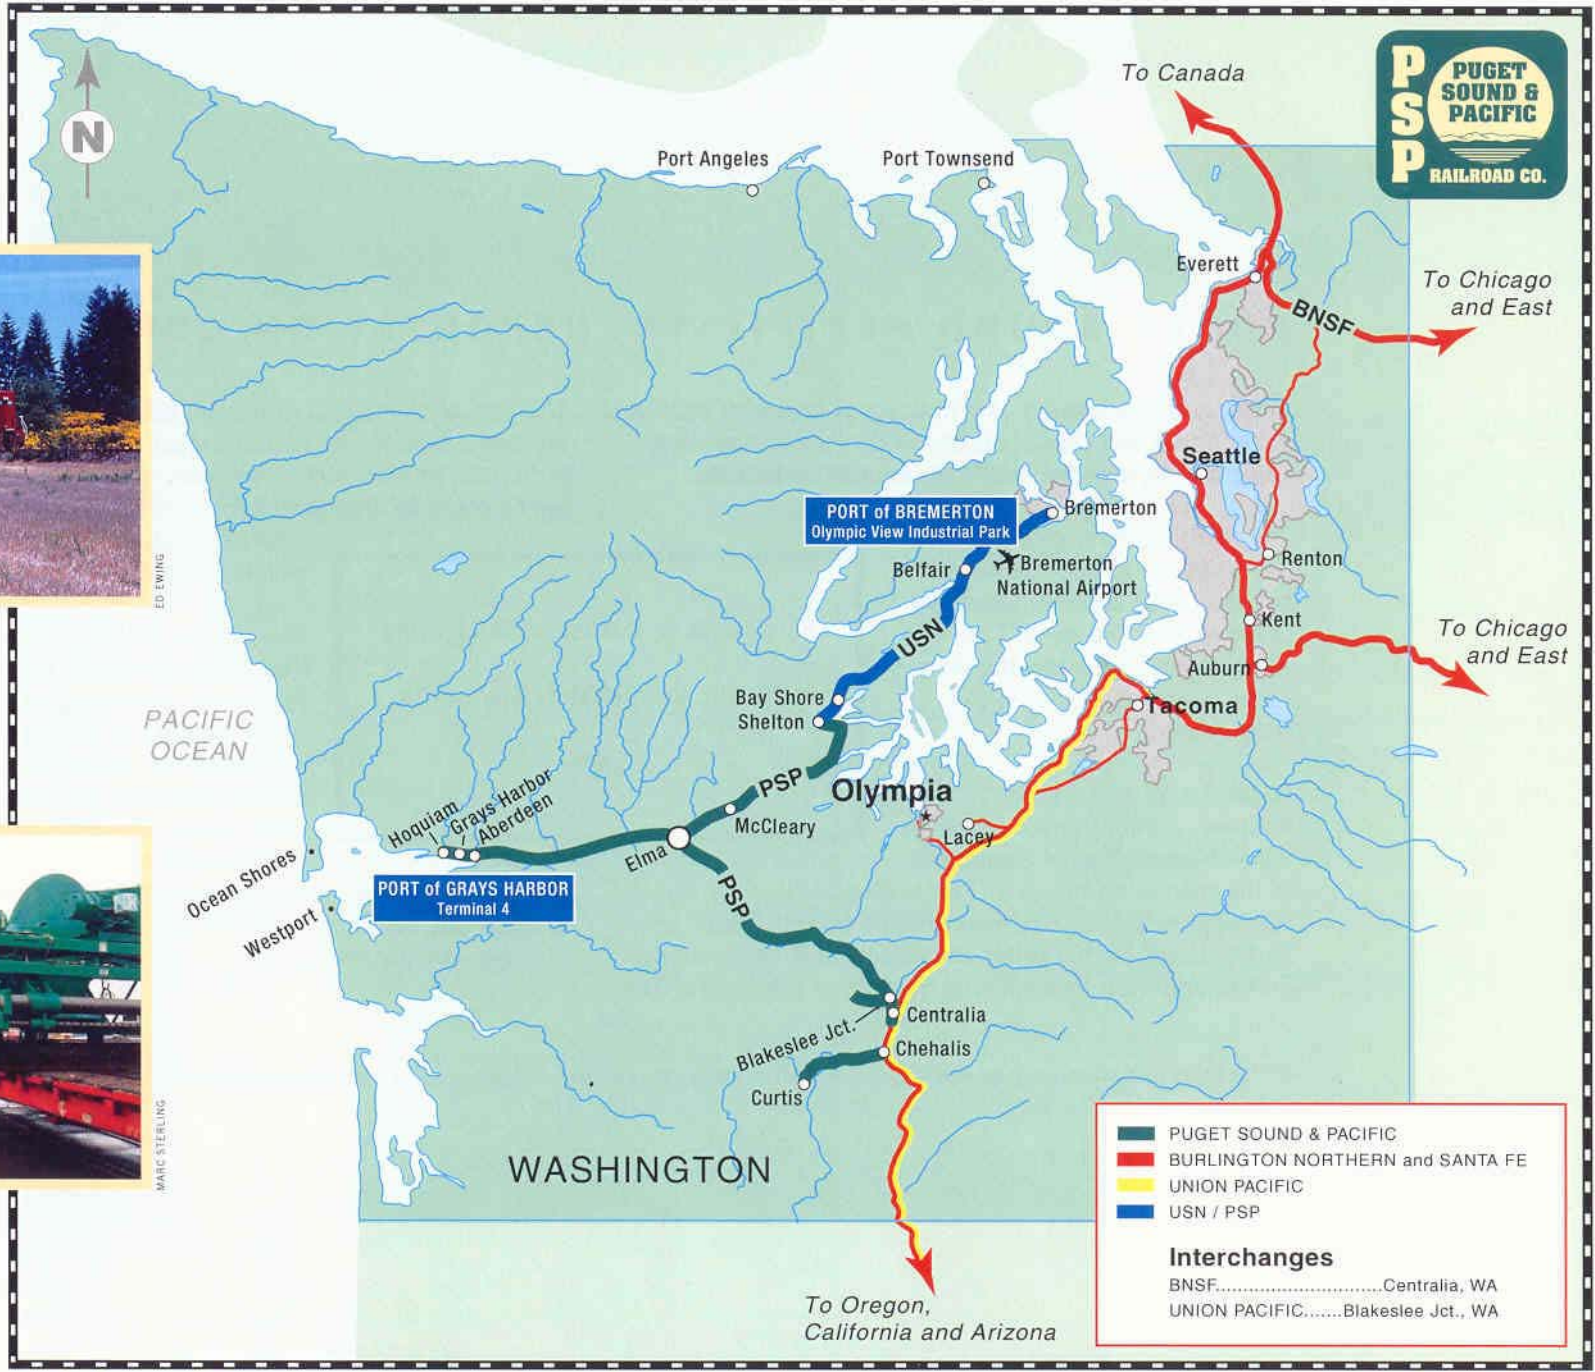 To Canada
PSP
PUGET
SOUND &
PACIFIC
RAILROAD CO.
N
Port Angeles
Port Townsend
Everett
To Chicago
and East
BNSF
Seattle
PORT of BREMERTON
Olympic View Industrial Park
Bremerton
Belfair
Bremerton
National Airport
Renton
ED EWING
USN
Kent
To Chicago
and East
Auburn
Bay Shore
Shelton
Tacoma
PACIFIC
OCEAN
PSP
Olympia
Hoquiam
Grays Harbor
Aberdeen
McCleary
Lacey
Elma
Ocean Shores
PORT of GRAYS HARBOR
Terminal 4
PSP
Westport
Centralia
Blakeslee Jct.
Chehalis
Curtis
MARC STERLING
WASHINGTON
PUGET SOUND & PACIFIC
BURLINGTON NORTHERN and SANTA FE
UNION PACIFIC
USN / PSP
Interchanges
BNSF..............................Centralia, WA
UNION PACIFIC.......Blakeslee Jct., WA
To Oregon,
California and Arizona